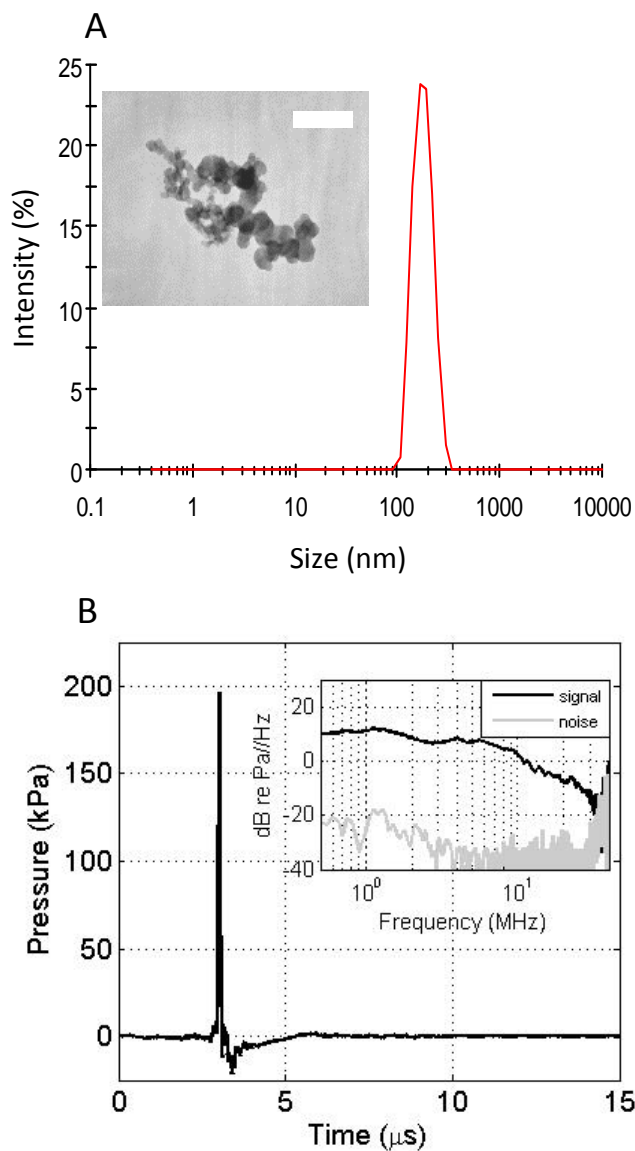 A
25
20
15
10
5
0
Intensity (%)
0.1 1 10 100 1000 10000
Size (nm)
B
200
150
100
50
0
Pressure (kPa)
signal
noise
20
0
-20
-40
dB re Pa//Hz
10⁰ 10¹
Frequency (MHz)
0 5 10 15
Time (μs)